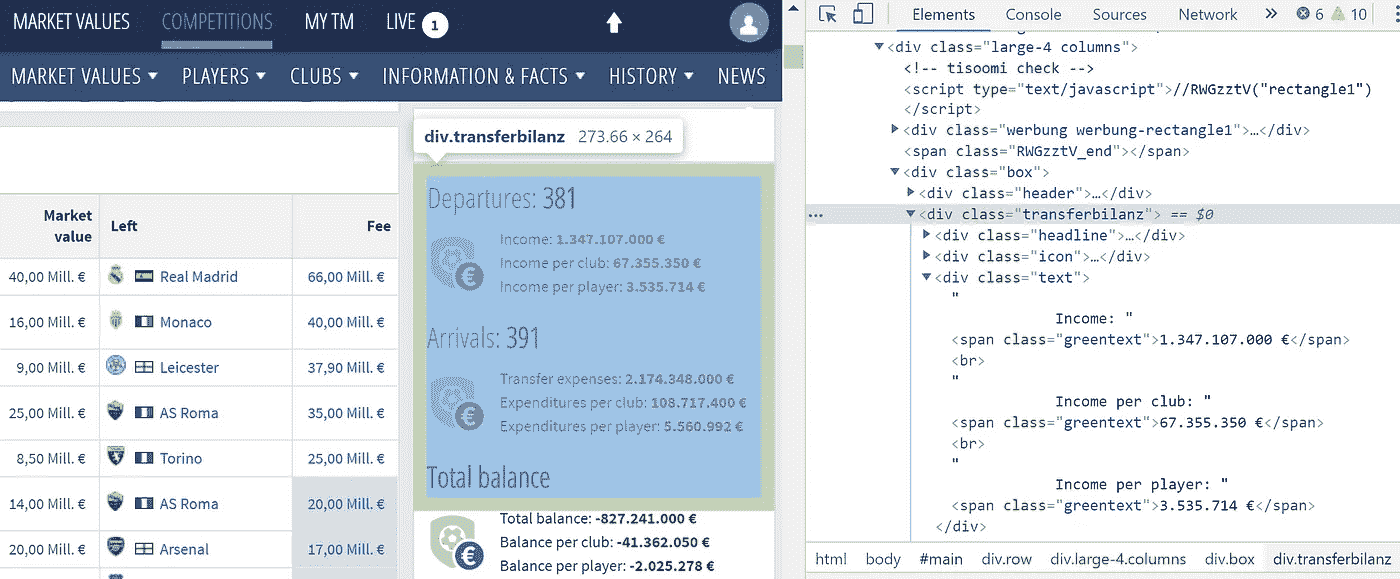 MARKET VALUES COMPETITIONS MY TM LIVE 1
MARKET VALUES PLAYERS CLUBS INFORMATION & FACTS HISTORY NEWS
div.transferbilanz 273.66 × 264
Market value Left Fee
40,00 Mill. € Real Madrid 66,00 Mill. €
16,00 Mill. € Monaco 40,00 Mill. €
9,00 Mill. € Leicester 37,90 Mill. €
25,00 Mill. € AS Roma 35,00 Mill. €
8,50 Mill. € Torino 25,00 Mill. €
14,00 Mill. € AS Roma 20,00 Mill. €
20,00 Mill. € Arsenal 17,00 Mill. €
Departures: 381
Income: 1.347.107.000 €
Income per club: 67.355.350 €
Income per player: 3.535.714 €
Arrivals: 391
Transfer expenses: 2.174.348.000 €
Expenditures per club: 108.717.400 €
Expenditures per player: 5.560.992 €
Total balance
Total balance: -827.241.000 €
Balance per club: -41.362.050 €
Balance per player: -2.025.278 €
Elements Console Sources Network » 6 10
<div class="large-4 columns">
<!-- tisoomi check -->
<script type="text/javascript">//RWGzztV("rectangle1")
</script>
<div class="werbung werbung-rectangle1">…</div>
<span class="RWGzztV_end"></span>
<div class="box">
<div class="header">…</div>
<div class="transferbilanz"> == $0
<div class="headline">…</div>
<div class="icon">…</div>
<div class="text">
"
Income: "
<span class="greentext">1.347.107.000 €</span>
<br>
"
Income per club: "
<span class="greentext">67.355.350 €</span>
<br>
"
Income per player: "
<span class="greentext">3.535.714 €</span>
</div>
html body #main div.row div.large-4.columns div.box div.transferbilanz